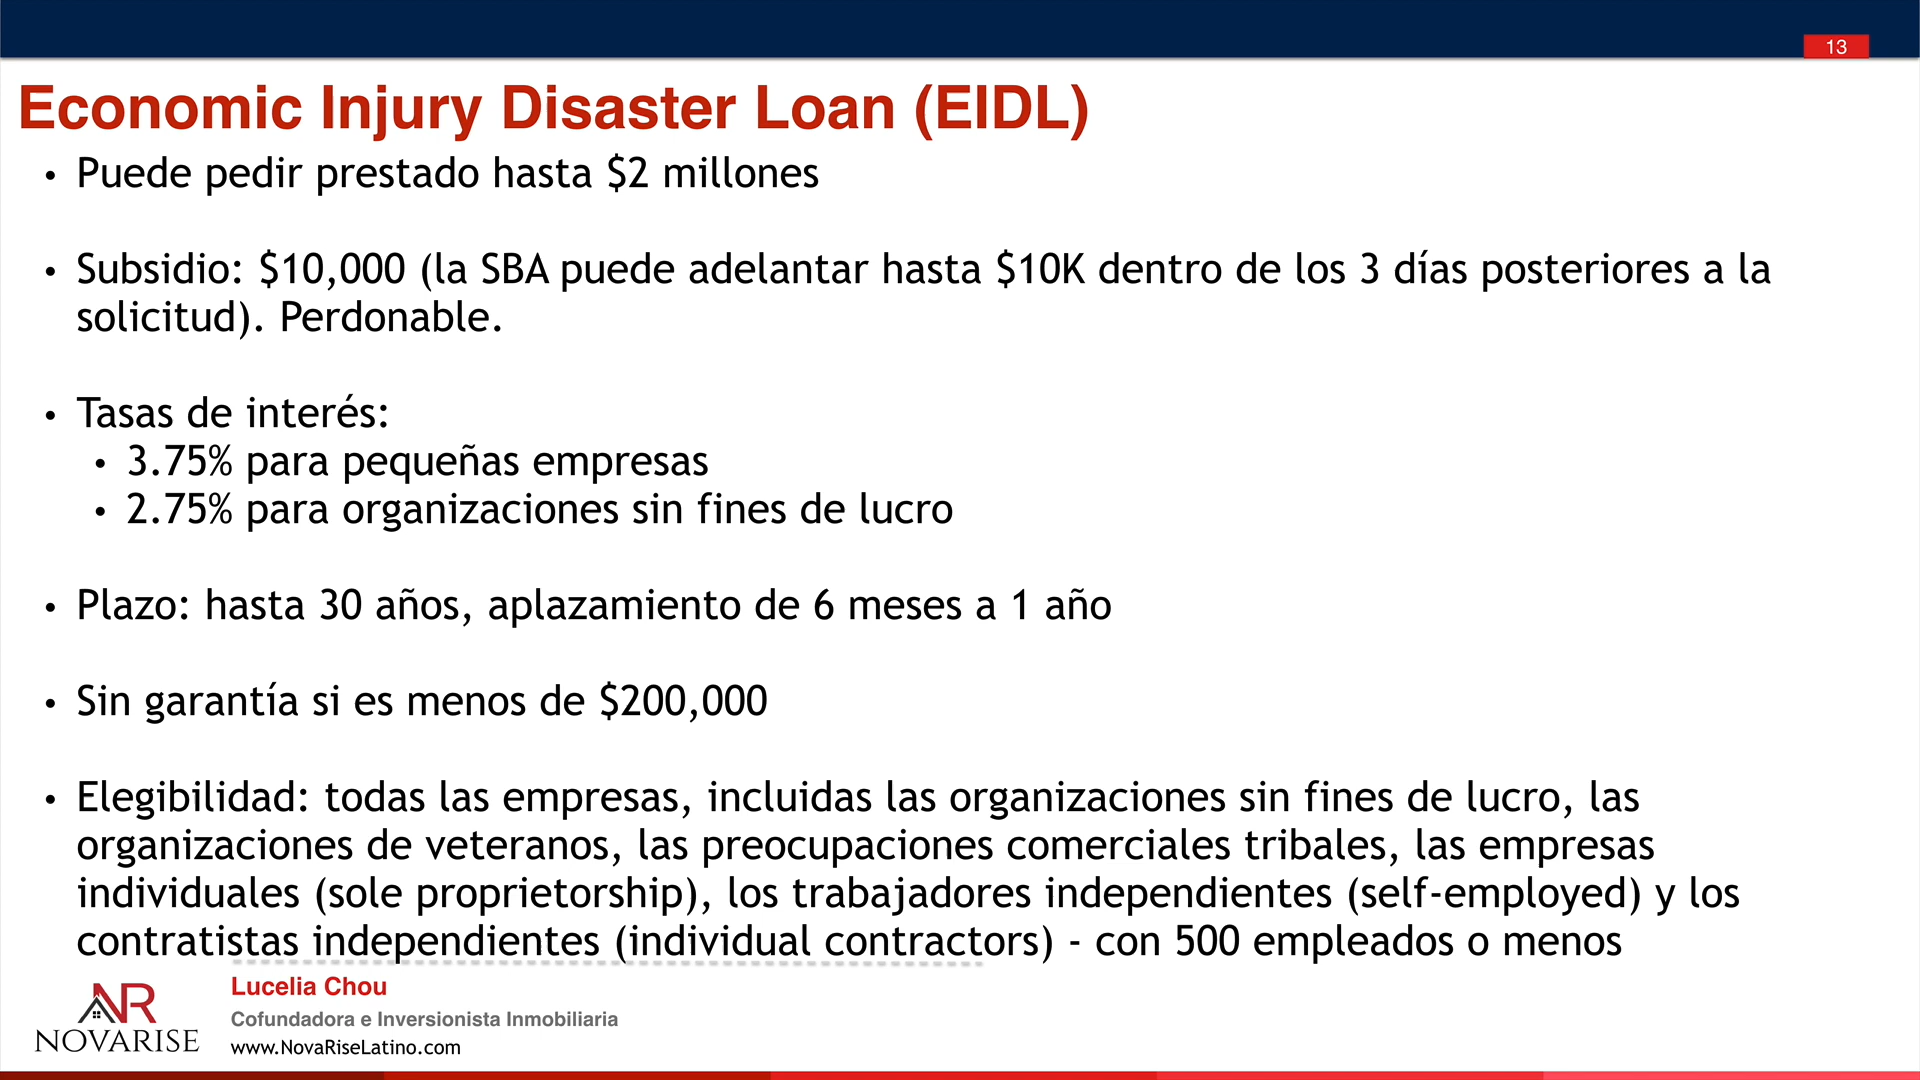 13
Economic Injury Disaster Loan (EIDL)
• Puede pedir prestado hasta $2 millones
• Subsidio: $10,000 (la SBA puede adelantar hasta $10K dentro de los 3 días posteriores a la
solicitud). Perdonable.
• Tasas de interés:
• 3.75% para pequeñas empresas
• 2.75% para organizaciones sin fines de lucro
• Plazo: hasta 30 años, aplazamiento de 6 meses a 1 año
• Sin garantía si es menos de $200,000
• Elegibilidad: todas las empresas, incluidas las organizaciones sin fines de lucro, las
organizaciones de veteranos, las preocupaciones comerciales tribales, las empresas
individuales (sole proprietorship), los trabajadores independientes (self-employed) y los
contratistas independientes (individual contractors) - con 500 empleados o menos
NR
NOVARISE
Lucelia Chou
Cofundadora e Inversionista Inmobiliaria
www.NovaRiseLatino.com